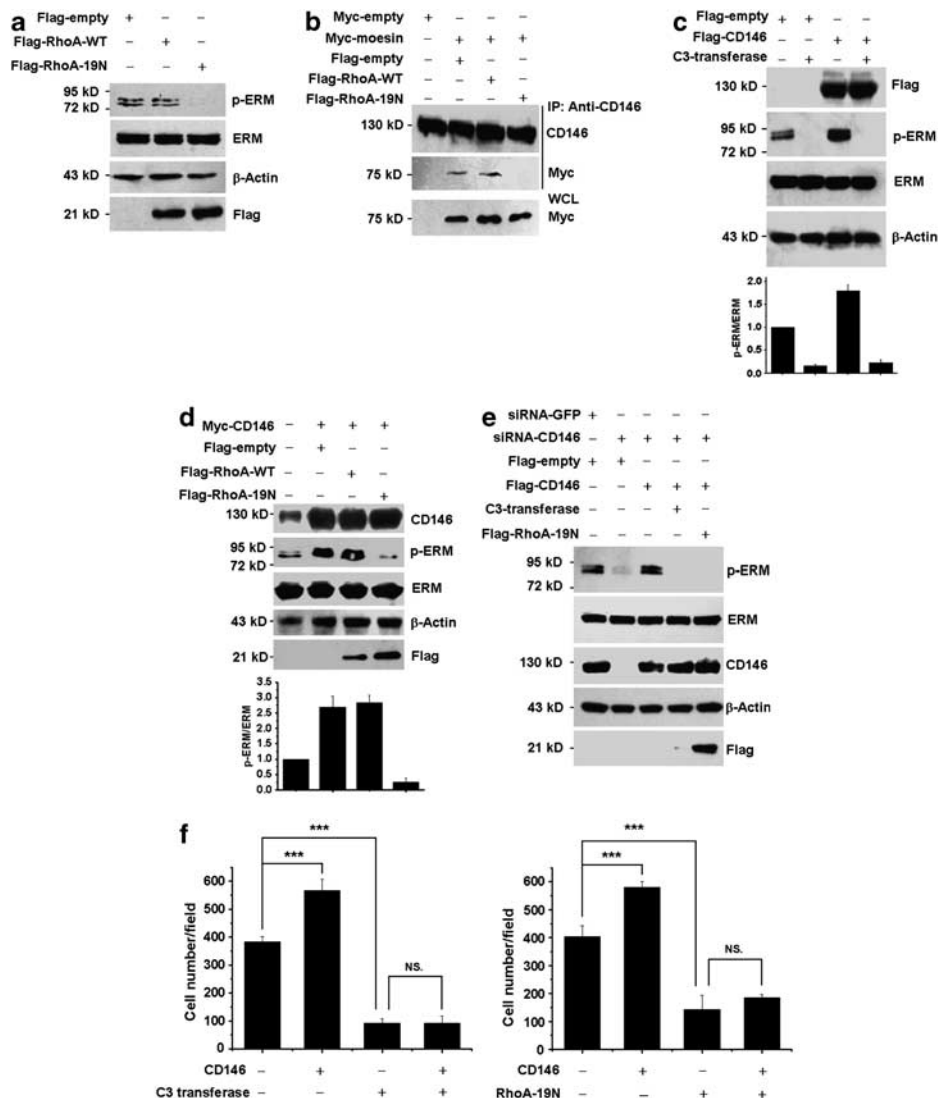 a
Flag-empty + – –
Flag-RhoA-WT – + –
Flag-RhoA-19N – – +
95 kD
72 kD
p-ERM
ERM
43 kD
β-Actin
21 kD
Flag
b
Myc-empty + – – –
Myc-moesin – + + +
Flag-empty – + – –
Flag-RhoA-WT – – + –
Flag-RhoA-19N – – – +
IP: Anti-CD146
130 kD
CD146
75 kD
Myc
WCL
75 kD
Myc
c
Flag-empty + + – –
Flag-CD146 – – + +
C3-transferase – + – +
130 kD
Flag
95 kD
72 kD
p-ERM
ERM
43 kD
β-Actin
p-ERM/ERM
2.0
1.5
1.0
0.5
0.0
d
Myc-CD146 – + + +
Flag-empty – + – –
Flag-RhoA-WT – – + –
Flag-RhoA-19N – – – +
130 kD
CD146
95 kD
72 kD
p-ERM
ERM
43 kD
β-Actin
21 kD
Flag
p-ERM/ERM
3.5
3.0
2.5
2.0
1.5
1.0
0.5
0.0
e
siRNA-GFP + – – – –
siRNA-CD146 – + + + +
Flag-empty + + – – –
Flag-CD146 – – + + +
C3-transferase – – – + –
Flag-RhoA-19N – – – – +
95 kD
72 kD
p-ERM
ERM
130 kD
CD146
43 kD
β-Actin
21 kD
Flag
f
Cell number/field
600
500
400
300
200
100
0
***
***
NS.
CD146 – + – +
C3 transferase – – + +
Cell number/field
600
500
400
300
200
100
0
***
***
NS.
CD146 – + – +
RhoA-19N – – + +